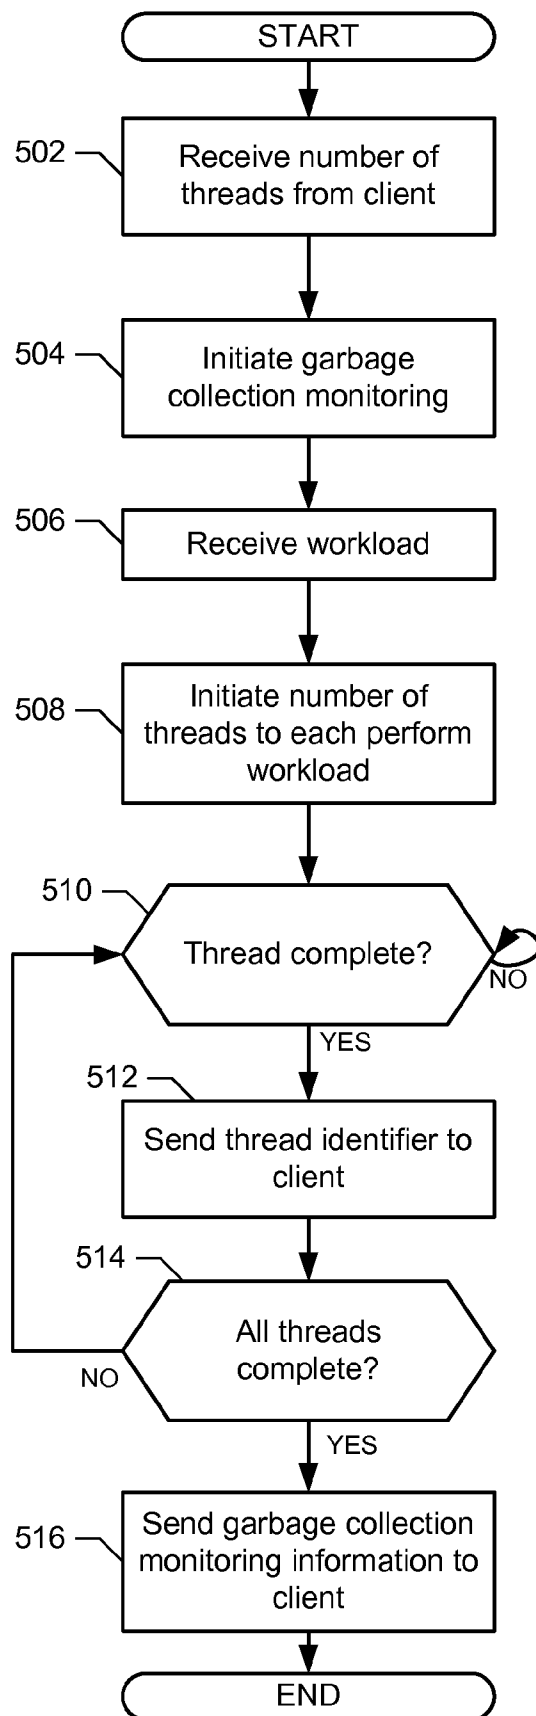 START
502
Receive number of
threads from client
504
Initiate garbage
collection monitoring
506
Receive workload
508
Initiate number of
threads to each perform
workload
510
Thread complete?
NO
YES
512
Send thread identifier to
client
514
All threads
complete?
NO
YES
516
Send garbage collection
monitoring information to
client
END